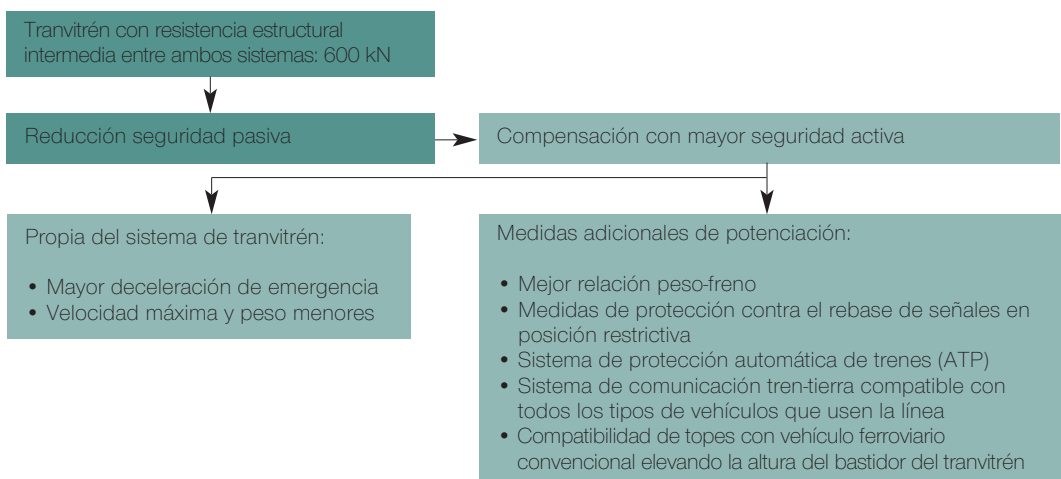 Tranvitrén con resistencia estructural
intermedia entre ambos sistemas: 600 kN
Reducción seguridad pasiva
Compensación con mayor seguridad activa
Propia del sistema de tranvitrén:
• Mayor deceleración de emergencia
• Velocidad máxima y peso menores
Medidas adicionales de potenciación:
• Mejor relación peso-freno
• Medidas de protección contra el rebase de señales en
posición restrictiva
• Sistema de protección automática de trenes (ATP)
• Sistema de comunicación tren-tierra compatible con
todos los tipos de vehículos que usen la línea
• Compatibilidad de topes con vehículo ferroviario
convencional elevando la altura del bastidor del tranvitrén